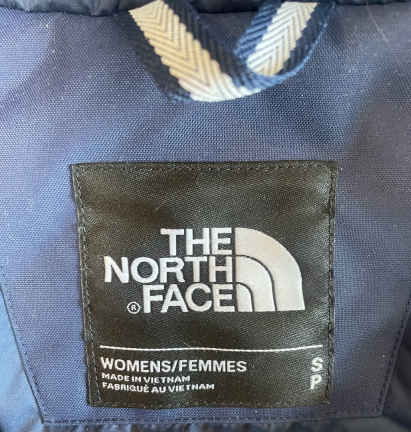 THE
NORTH
® FACE
WOMENS/FEMMES S
MADE IN VIETNAM
FABRIQUÉ AU VIETNAM P